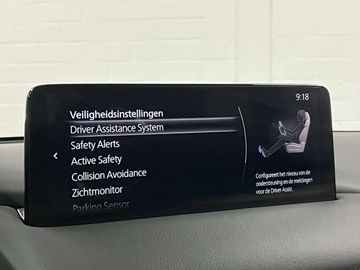 9:18
Veiligheidsinstellingen
Driver Assistance System
Safety Alerts
Active Safety
Collision Avoidance
Zichtmonitor
Parking Sensor
Configureert het niveau van de
ondersteuning en de meldingen
voor de Driver Assist.